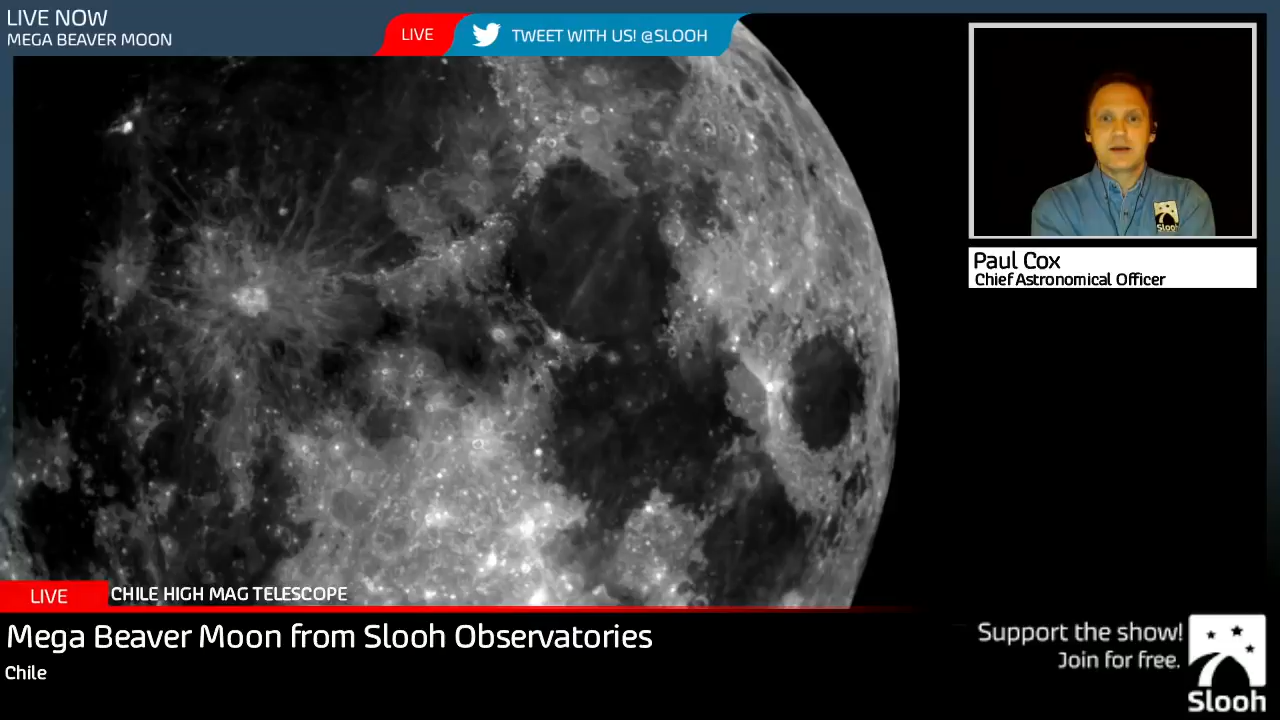 LIVE NOW
MEGA BEAVER MOON
LIVE
TWEET WITH US! @SLOOH
Slooh
Paul Cox
Chief Astronomical Officer
LIVE
CHILE HIGH MAG TELESCOPE
Mega Beaver Moon from Slooh Observatories
Chile
Support the show!
Join for free.
Slooh